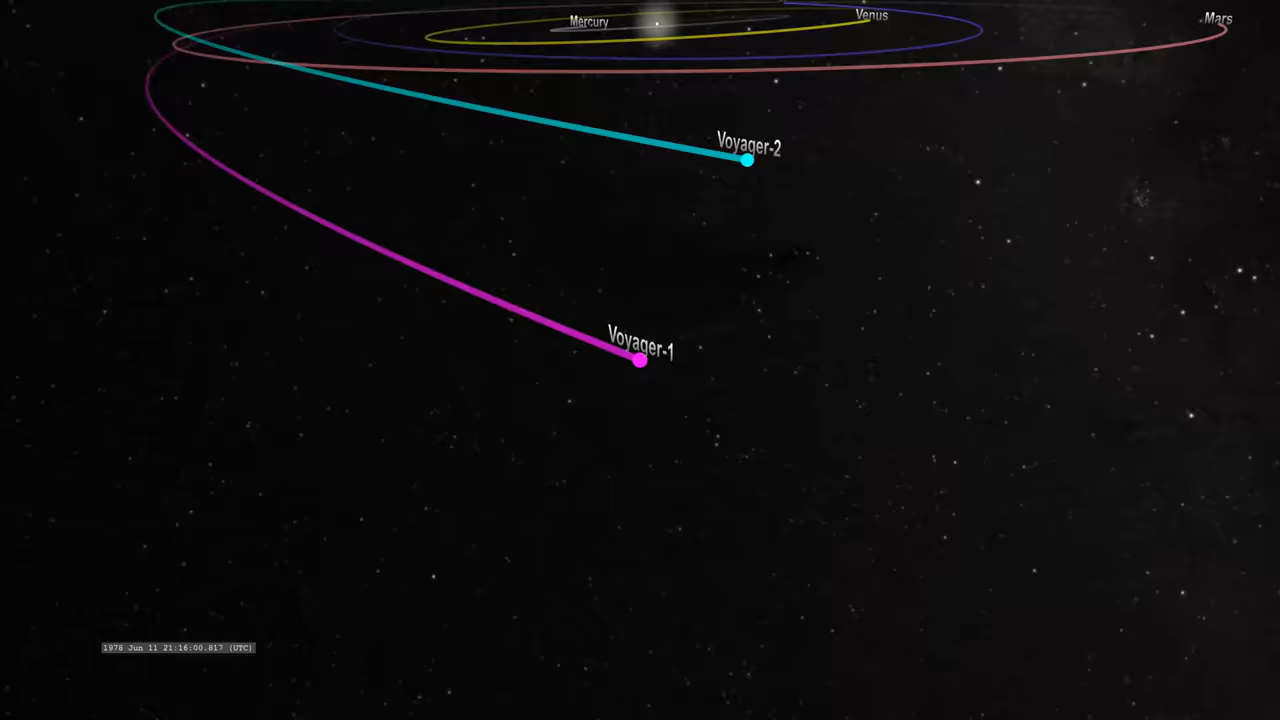 Mercury
Venus
Mars
Voyager-2
Voyager-1
1978 Jun 11 21:16:00.817 (UTC)